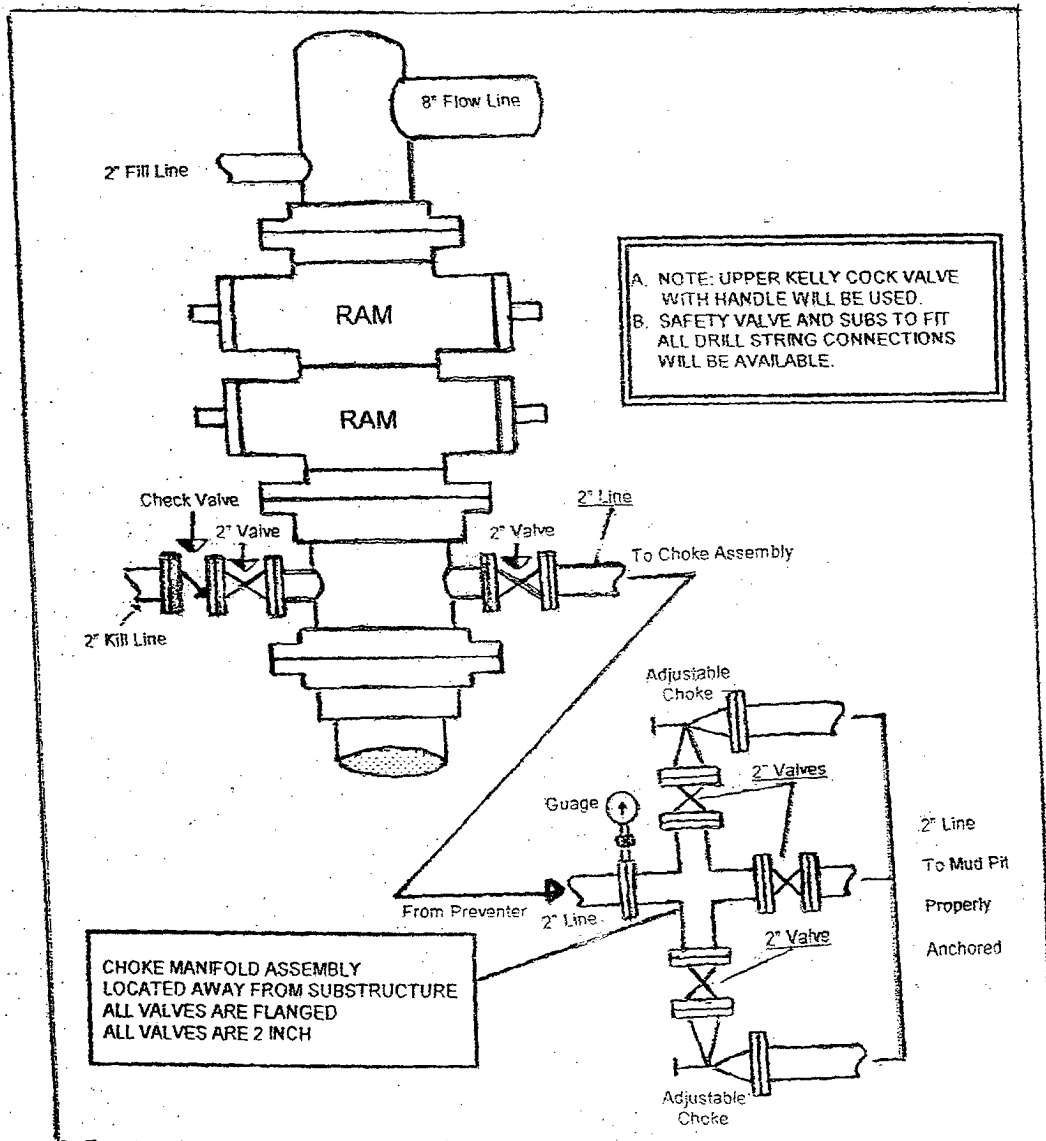 8" Flow Line
2" Fill Line
A. NOTE: UPPER KELLY COCK VALVE
WITH HANDLE WILL BE USED.
B. SAFETY VALVE AND SUBS TO FIT
ALL DRILL STRING CONNECTIONS
WILL BE AVAILABLE.
RAM
RAM
Check Valve
2" Valve
2" Valve
2" Line
To Choke Assembly
2" Kill Line
Adjustable
Choke
2" Valves
Guage
2" Line
To Mud Pit
Properly
Anchored
From Preventer
2" Line
2" Valve
CHOKE MANIFOLD ASSEMBLY
LOCATED AWAY FROM SUBSTRUCTURE
ALL VALVES ARE FLANGED
ALL VALVES ARE 2 INCH
Adjustable
Choke